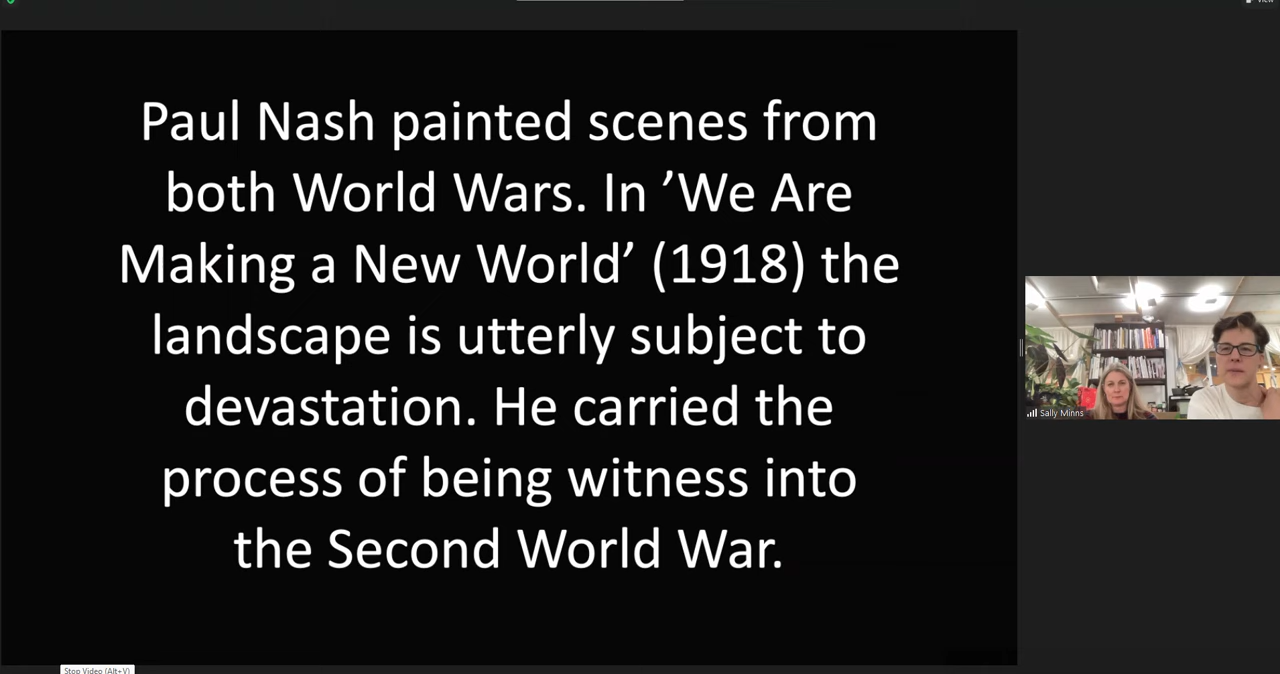 View
Paul Nash painted scenes from
both World Wars. In ’We Are
Making a New World’ (1918) the
landscape is utterly subject to
devastation. He carried the
process of being witness into
the Second World War.
Sally Minns
Stop Video (Alt+V)